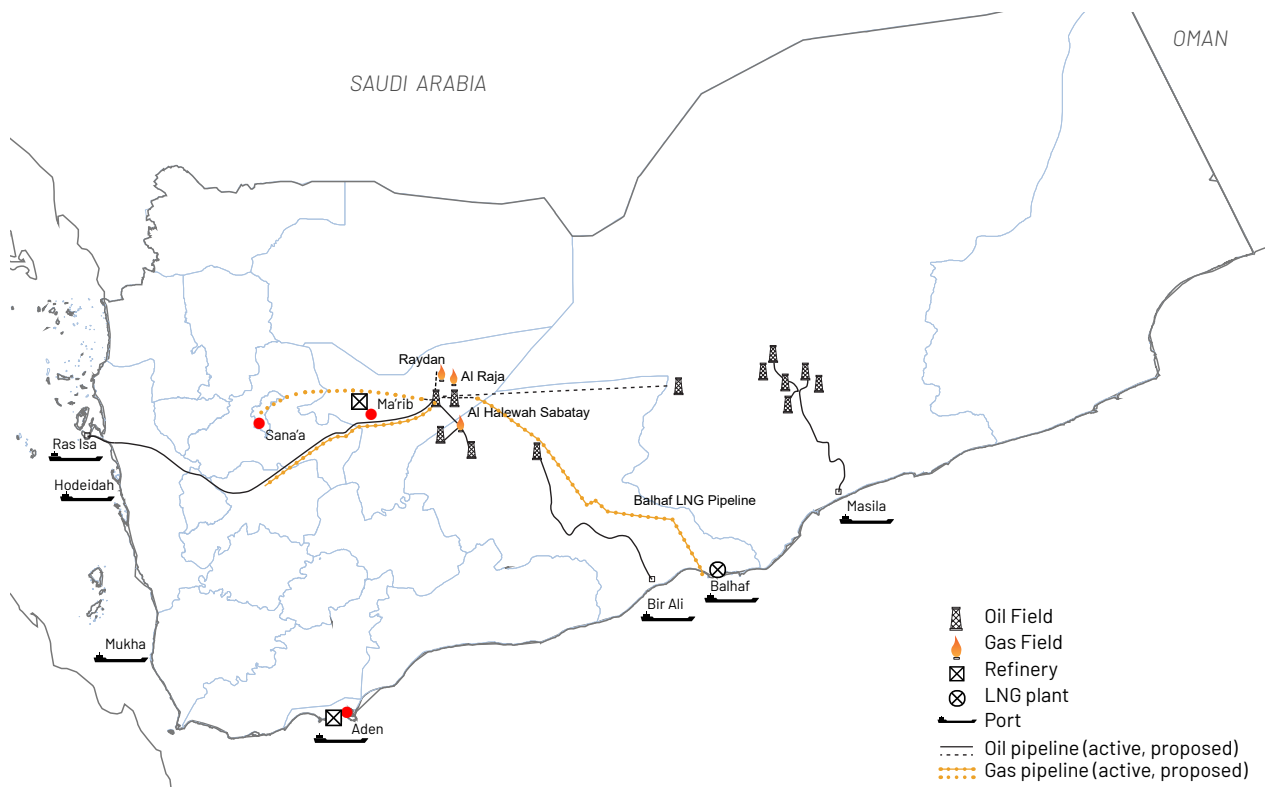 OMAN
SAUDI ARABIA
Raydan
Al Raja
Ma'rib
Al Halewah Sabatay
Sana'a
Ras Isa
Hodeidah
Balhaf LNG Pipeline
Masila
Balhaf
Bir Ali
Mukha
Aden
Oil Field
Gas Field
Refinery
LNG plant
Port
Oil pipeline (active, proposed)
Gas pipeline (active, proposed)